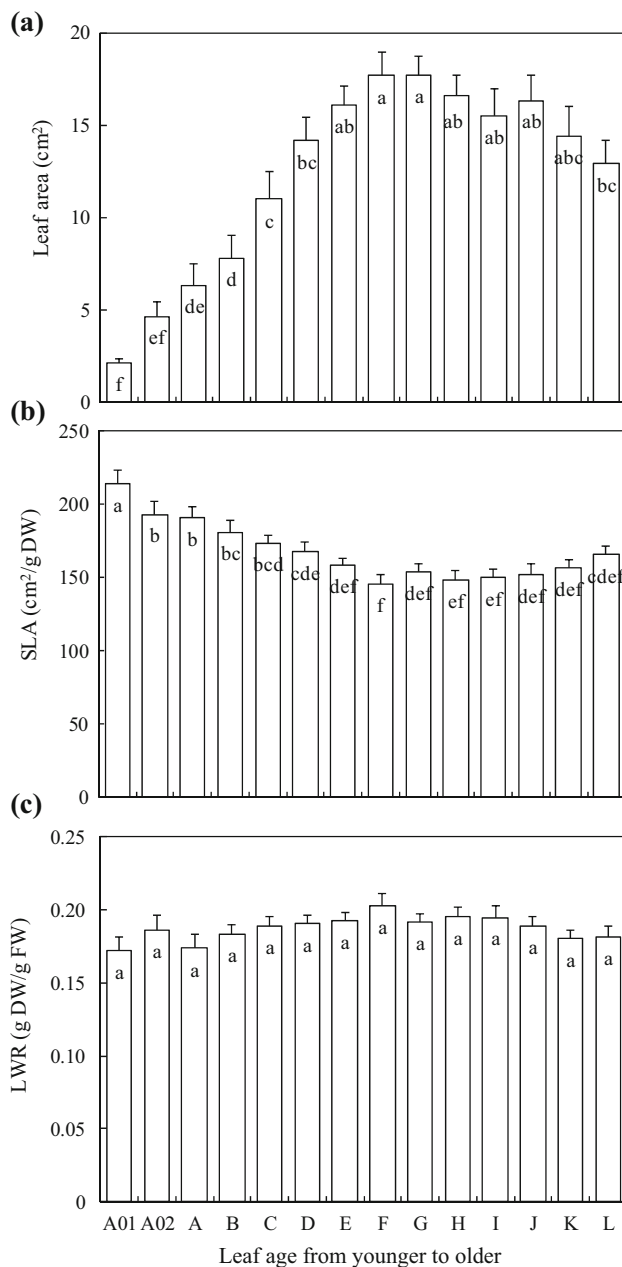 (a)
20
15
10
5
0
Leaf area (cm²)
f ef de d c bc ab a a ab ab ab abc bc
(b)
250
200
150
100
50
0
SLA (cm²/g DW)
a b b bc bcd cde def f def ef ef def def cdef
(c)
0.25
0.20
0.15
0.10
0.05
0
LWR (g DW/g FW)
a a a a a a a a a a a a a a
A01 A02 A B C D E F G H I J K L
Leaf age from younger to older